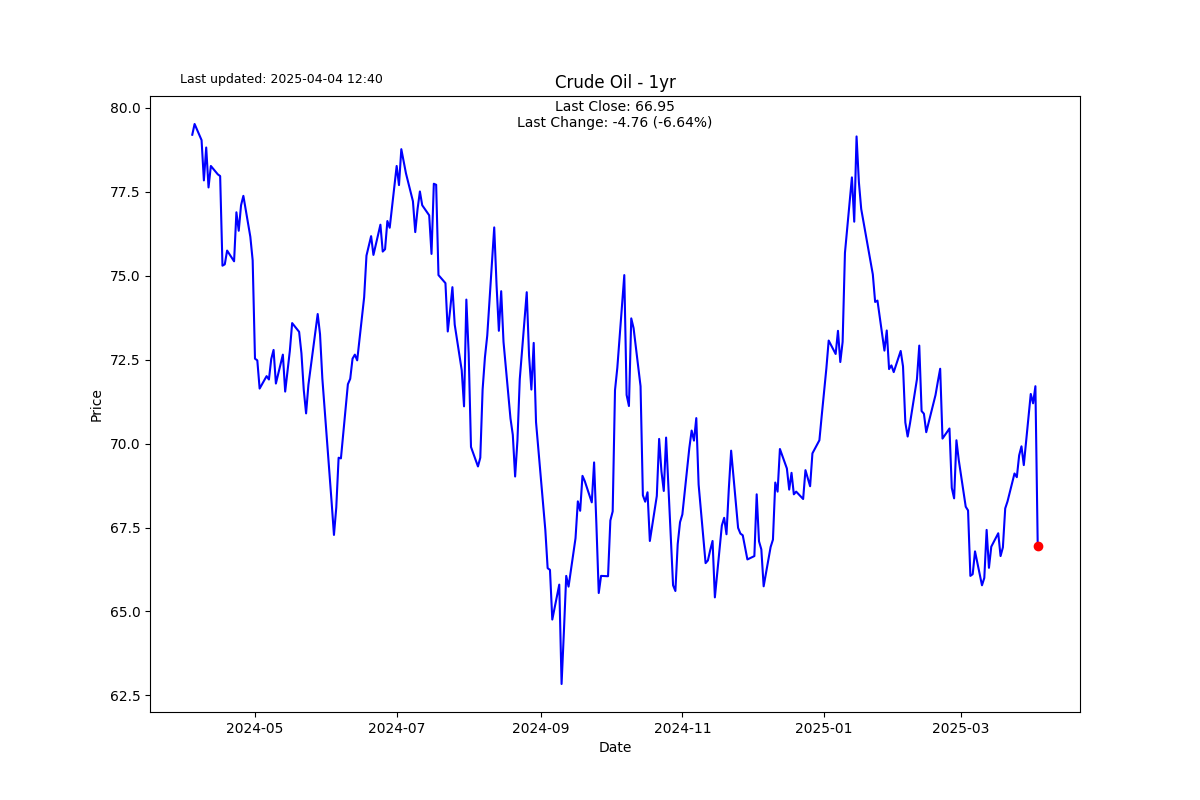 Last updated: 2025-04-04 12:40
Crude Oil - 1yr
Last Close: 66.95
Last Change: -4.76 (-6.64%)
80.0
77.5
75.0
72.5
70.0
67.5
65.0
62.5
Price
2024-05
2024-07
2024-09
2024-11
2025-01
2025-03
Date